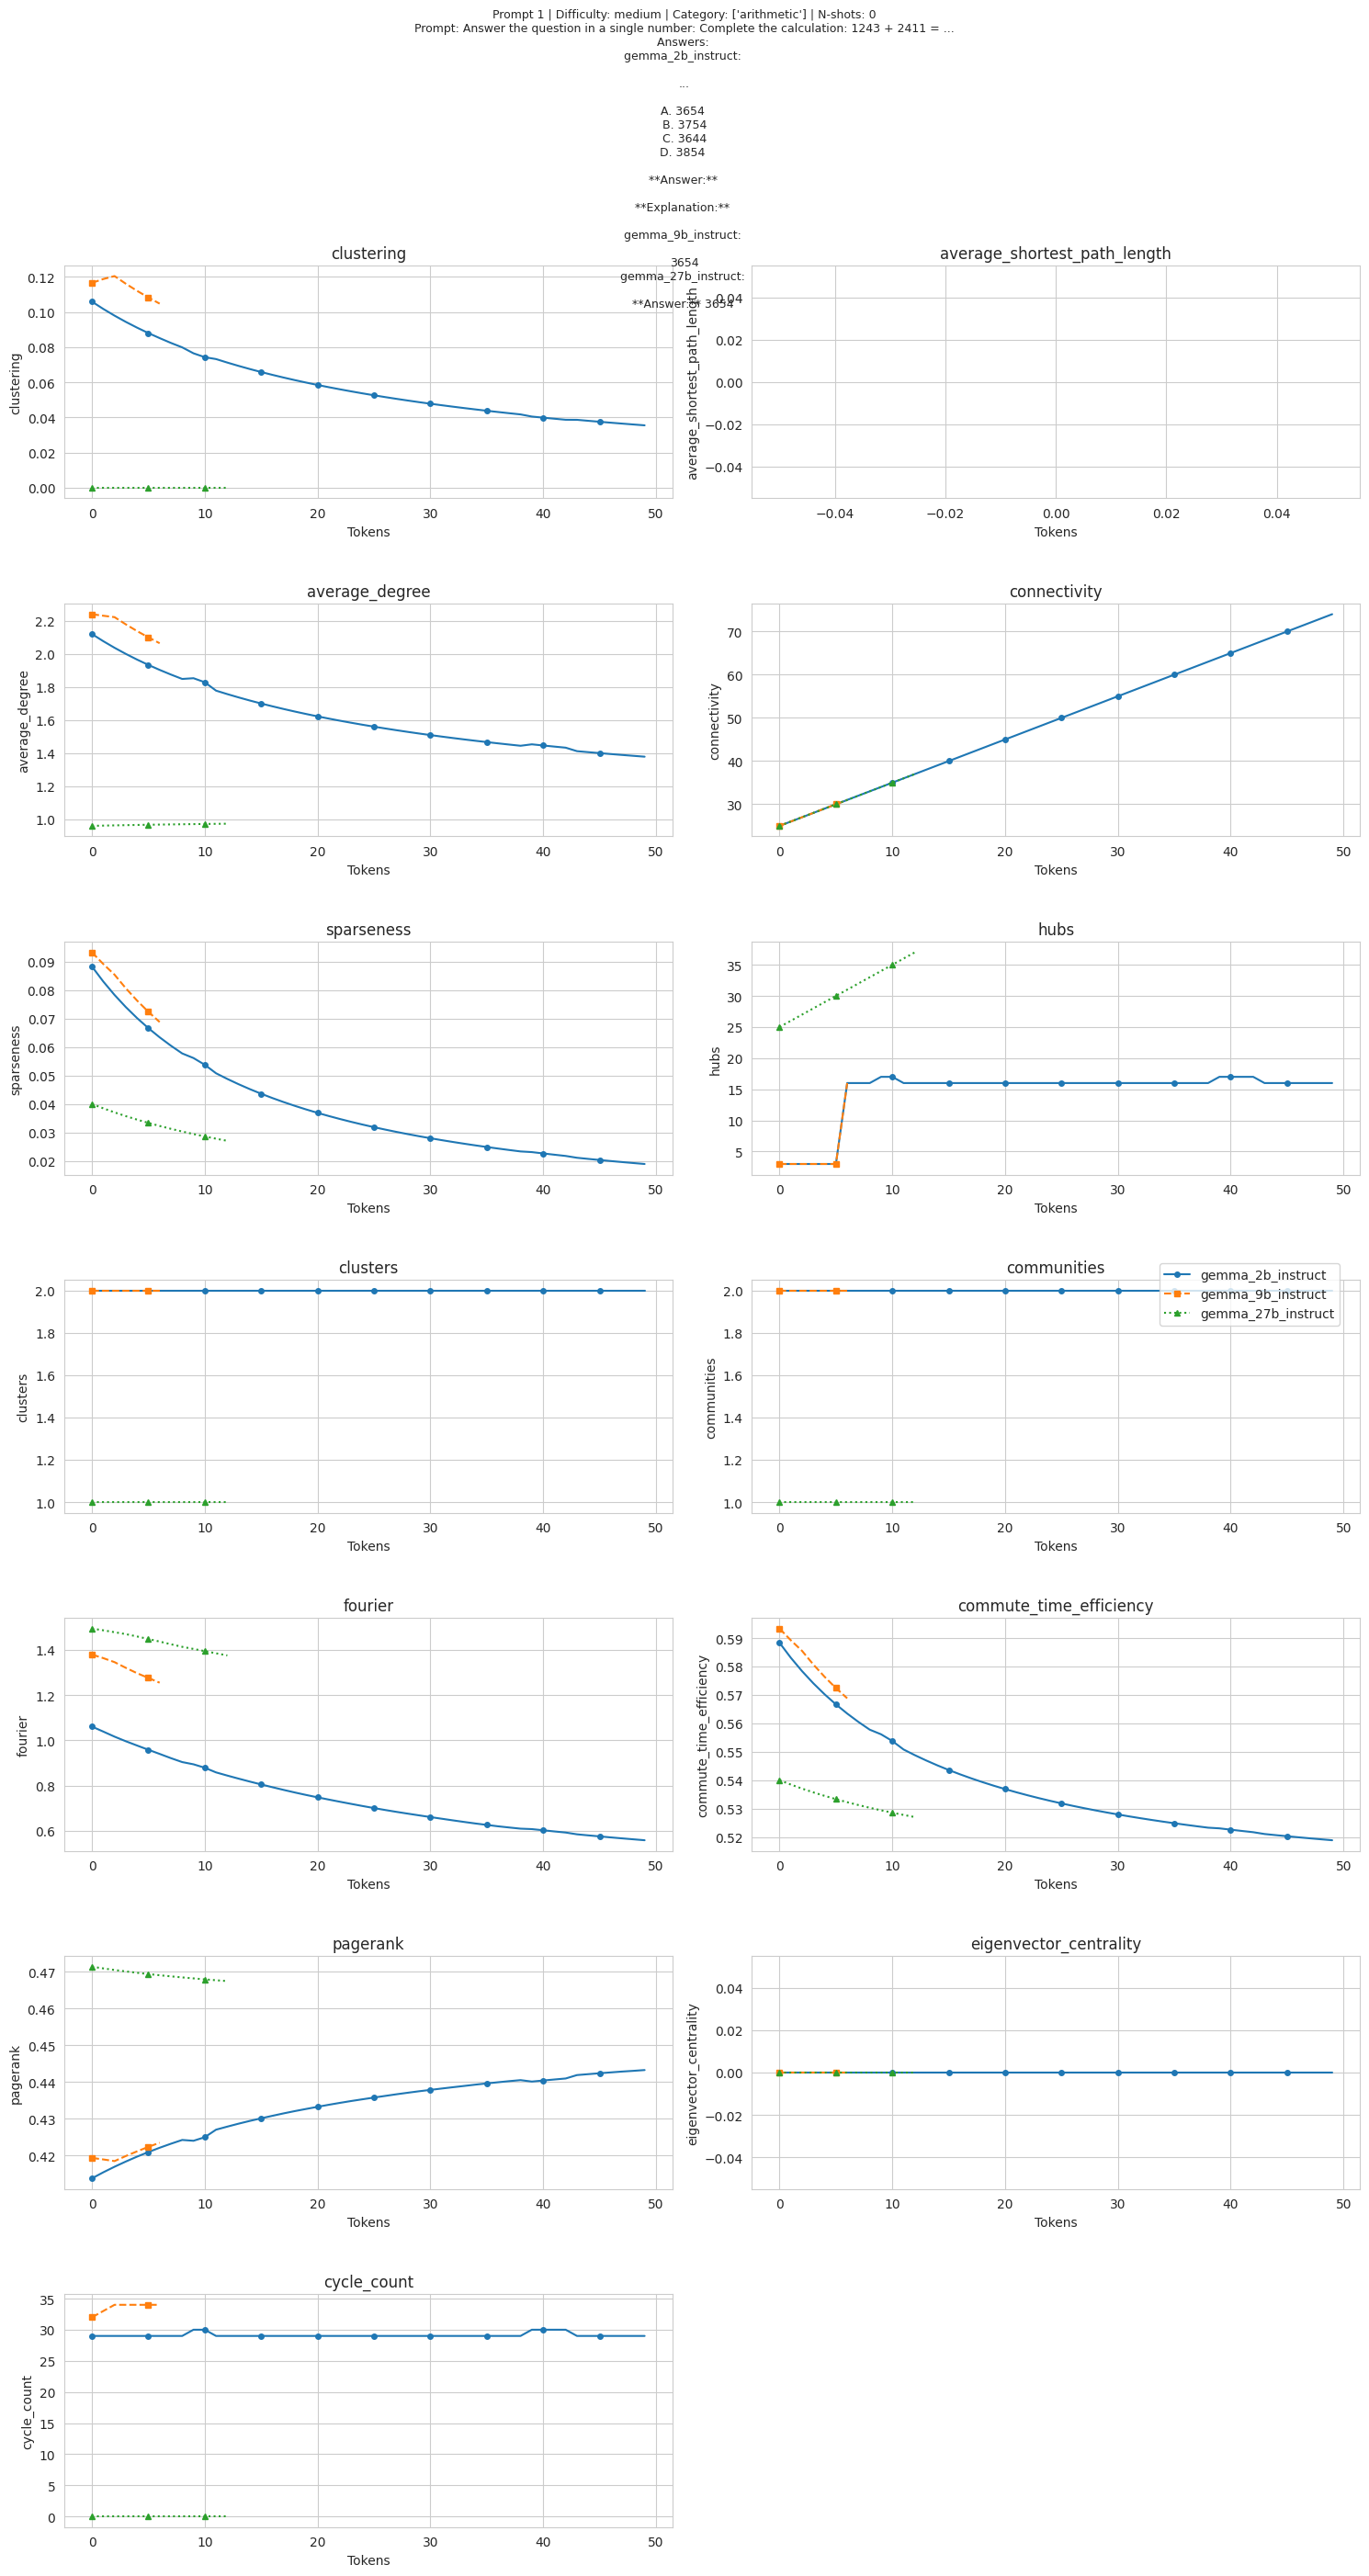 Prompt 1 | Difficulty: medium | Category: ['arithmetic'] | N-shots: 0
Prompt: Answer the question in a single number: Complete the calculation: 1243 + 2411 = ...
Answers:
gemma_2b_instruct:
...
A. 3654
B. 3754
C. 3644
D. 3854
**Answer:**
**Explanation:**
gemma_9b_instruct:
3654
gemma_27b_instruct:
**Answer:** 3654
clustering
0.12
0.10
0.08
0.06
0.04
0.02
0.00
clustering
0 10 20 30 40 50
Tokens
average_shortest_path_length
0.04
0.02
0.00
−0.02
−0.04
average_shortest_path_length
−0.04 −0.02 0.00 0.02 0.04
Tokens
average_degree
2.2
2.0
1.8
1.6
1.4
1.2
1.0
average_degree
0 10 20 30 40 50
Tokens
connectivity
70
60
50
40
30
connectivity
0 10 20 30 40 50
Tokens
sparseness
0.09
0.08
0.07
0.06
0.05
0.04
0.03
0.02
sparseness
0 10 20 30 40 50
Tokens
hubs
35
30
25
20
15
10
5
hubs
0 10 20 30 40 50
Tokens
clusters
2.0
1.8
1.6
1.4
1.2
1.0
clusters
0 10 20 30 40 50
Tokens
communities
2.0
1.8
1.6
1.4
1.2
1.0
communities
gemma_2b_instruct
gemma_9b_instruct
gemma_27b_instruct
0 10 20 30 40 50
Tokens
fourier
1.4
1.2
1.0
0.8
0.6
fourier
0 10 20 30 40 50
Tokens
commute_time_efficiency
0.59
0.58
0.57
0.56
0.55
0.54
0.53
0.52
commute_time_efficiency
0 10 20 30 40 50
Tokens
pagerank
0.47
0.46
0.45
0.44
0.43
0.42
pagerank
0 10 20 30 40 50
Tokens
eigenvector_centrality
0.04
0.02
0.00
−0.02
−0.04
eigenvector_centrality
0 10 20 30 40 50
Tokens
cycle_count
35
30
25
20
15
10
5
0
cycle_count
0 10 20 30 40 50
Tokens